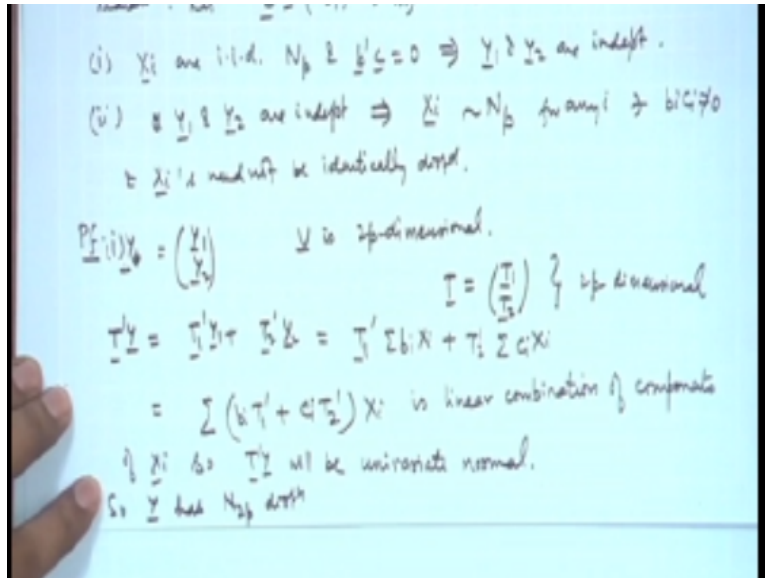 (i) Xi are i.i.d. Np & b'c = 0 ⇒ Y1 & Y2 are indept.
(ii) Y1 & Y2 are indept ⇒ Xi ~ Np for any i ∋ bi ci ≠ 0
& Xi's need not be identically distd.
Pf: (i) Y = (Y1 Y2) Y is 2p-dimensional.
T = (T1 T2) } 2p dimensional
T'Y = T1'Y1 + T2'Y2 = T1' Σ bi Xi + T2' Σ ci Xi
= Σ (bi T1' + ci T2') Xi is linear combination of components
of Xi so T'Y will be univariate normal.
So Y has N2p distn